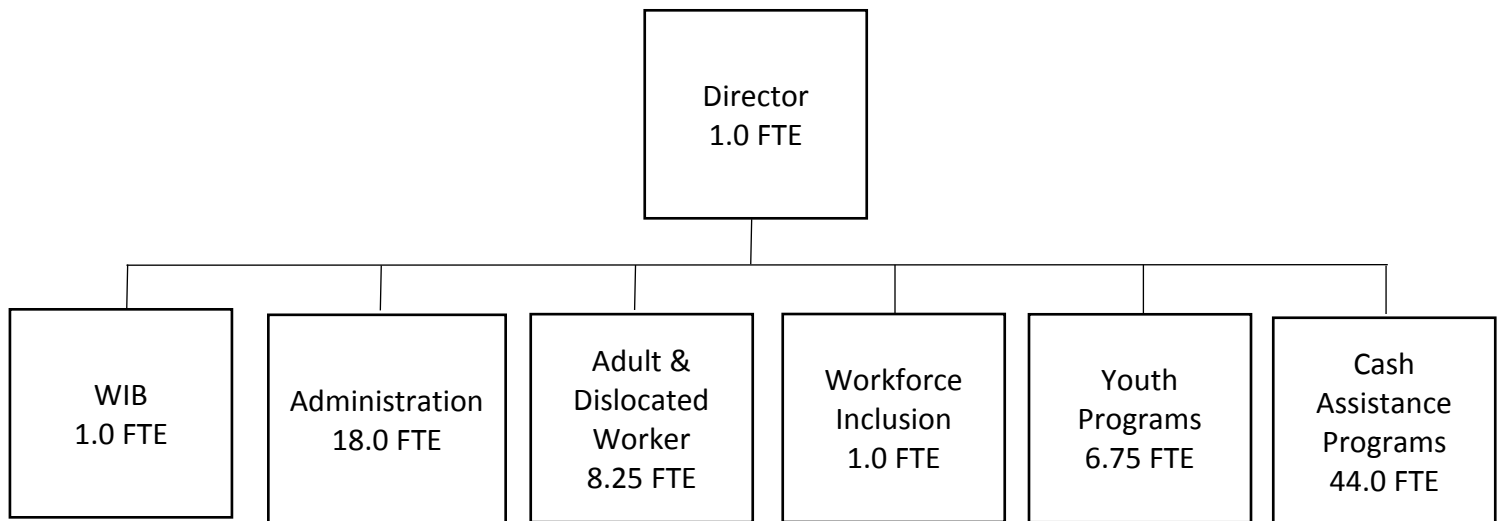 Director
1.0 FTE
WIB
1.0 FTE
Administration
18.0 FTE
Adult &
Dislocated
Worker
8.25 FTE
Workforce
Inclusion
1.0 FTE
Youth
Programs
6.75 FTE
Cash
Assistance
Programs
44.0 FTE